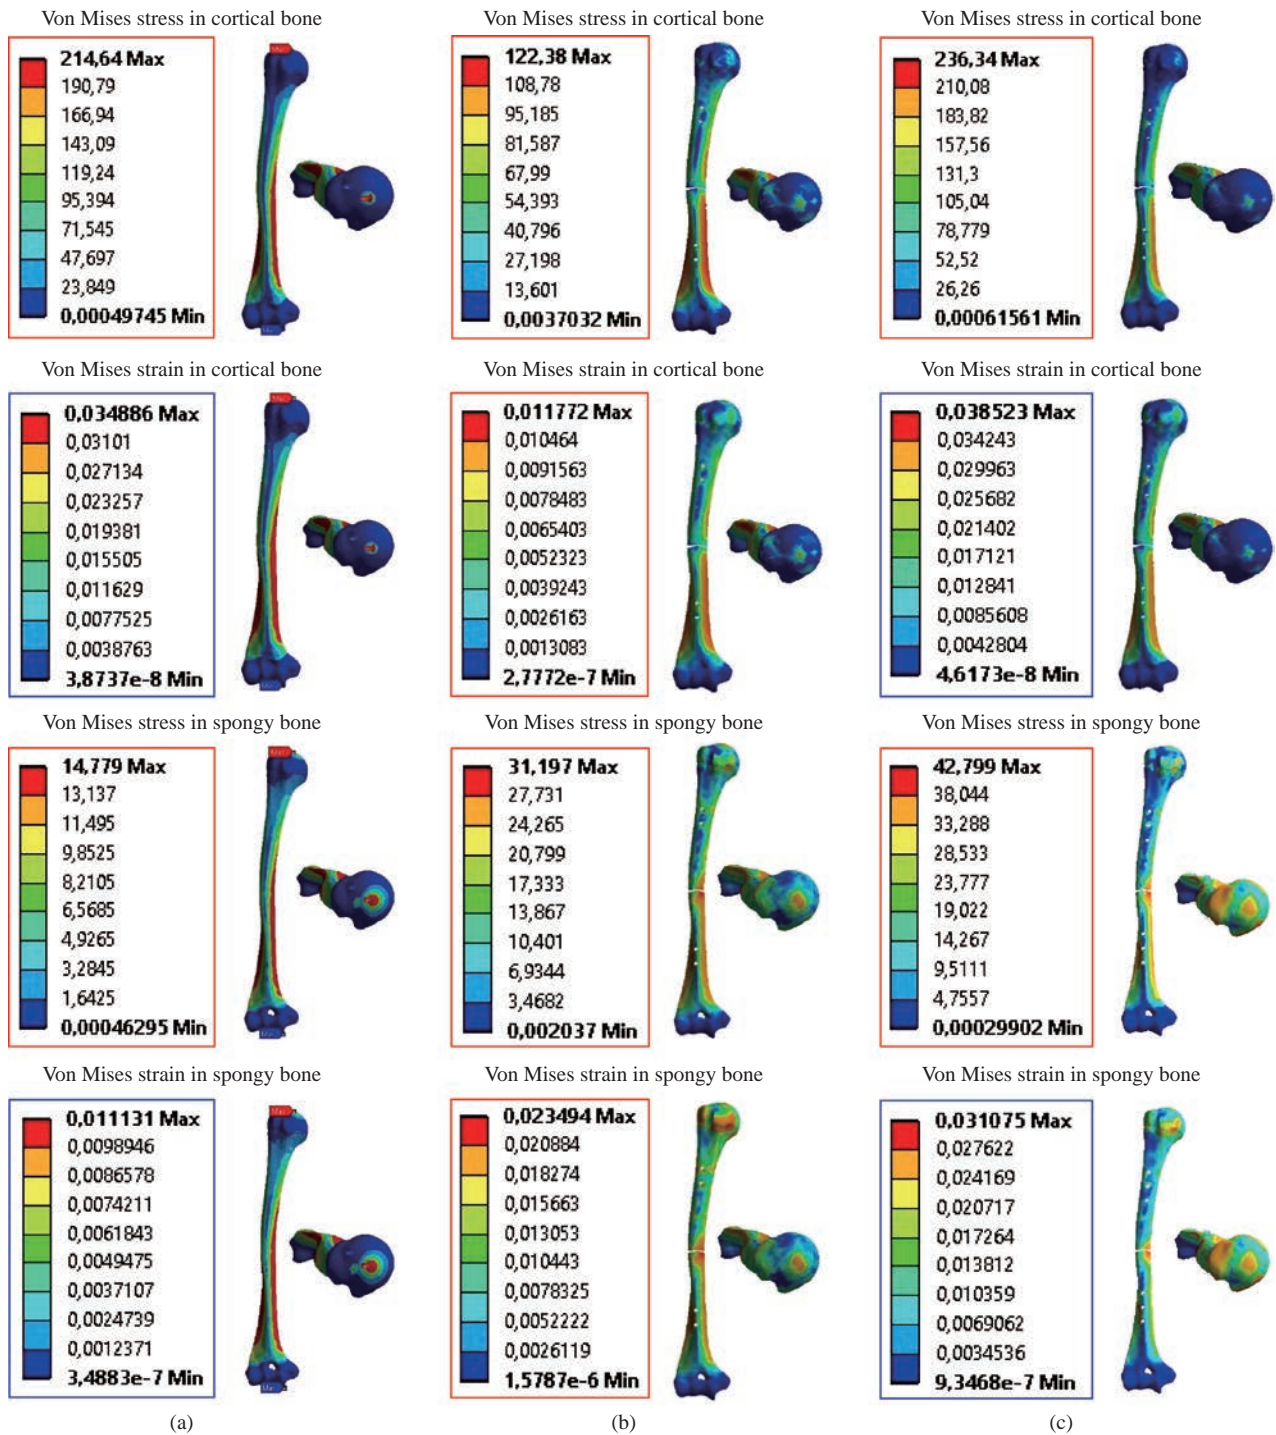 Von Mises stress in cortical bone
214,64 Max
190,79
166,94
143,09
119,24
95,394
71,545
47,697
23,849
0,00049745 Min
Von Mises stress in cortical bone
122,38 Max
108,78
95,185
81,587
67,99
54,393
40,796
27,198
13,601
0,0037032 Min
Von Mises stress in cortical bone
236,34 Max
210,08
183,82
157,56
131,3
105,04
78,779
52,52
26,26
0,00061561 Min
Von Mises strain in cortical bone
0,034886 Max
0,03101
0,027134
0,023257
0,019381
0,015505
0,011629
0,0077525
0,0038763
3,8737e-8 Min
Von Mises strain in cortical bone
0,011772 Max
0,010464
0,0091563
0,0078483
0,0065403
0,0052323
0,0039243
0,0026163
0,0013083
2,7772e-7 Min
Von Mises strain in cortical bone
0,038523 Max
0,034243
0,029963
0,025682
0,021402
0,017121
0,012841
0,0085608
0,0042804
4,6173e-8 Min
Von Mises stress in spongy bone
14,779 Max
13,137
11,495
9,8525
8,2105
6,5685
4,9265
3,2845
1,6425
0,00046295 Min
Von Mises stress in spongy bone
31,197 Max
27,731
24,265
20,799
17,333
13,867
10,401
6,9344
3,4682
0,002037 Min
Von Mises stress in spongy bone
42,799 Max
38,044
33,288
28,533
23,777
19,022
14,267
9,5111
4,7557
0,00029902 Min
Von Mises strain in spongy bone
0,011131 Max
0,0098946
0,0086578
0,0074211
0,0061843
0,0049475
0,0037107
0,0024739
0,0012371
3,4883e-7 Min
Von Mises strain in spongy bone
0,023494 Max
0,020884
0,018274
0,015663
0,013053
0,010443
0,0078325
0,0052222
0,0026119
1,5787e-6 Min
Von Mises strain in spongy bone
0,031075 Max
0,027622
0,024169
0,020717
0,017264
0,013812
0,010359
0,0069062
0,0034536
9,3468e-7 Min
(a)
(b)
(c)